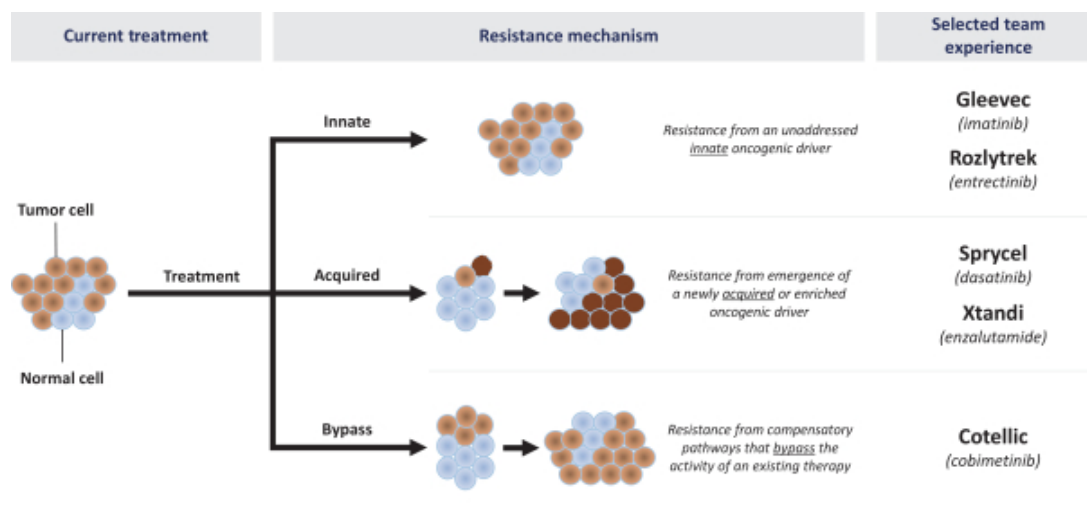 Current treatment
Resistance mechanism
Selected team
experience
Innate
Resistance from an unaddressed
innate oncogenic driver
Gleevec
(imatinib)
Rozlytrek
(entrectinib)
Tumor cell
Normal cell
Treatment
Acquired
Resistance from emergence of
a newly acquired or enriched
oncogenic driver
Sprycel
(dasatinib)
Xtandi
(enzalutamide)
Bypass
Resistance from compensatory
pathways that bypass the
activity of an existing therapy
Cotellic
(cobimetinib)